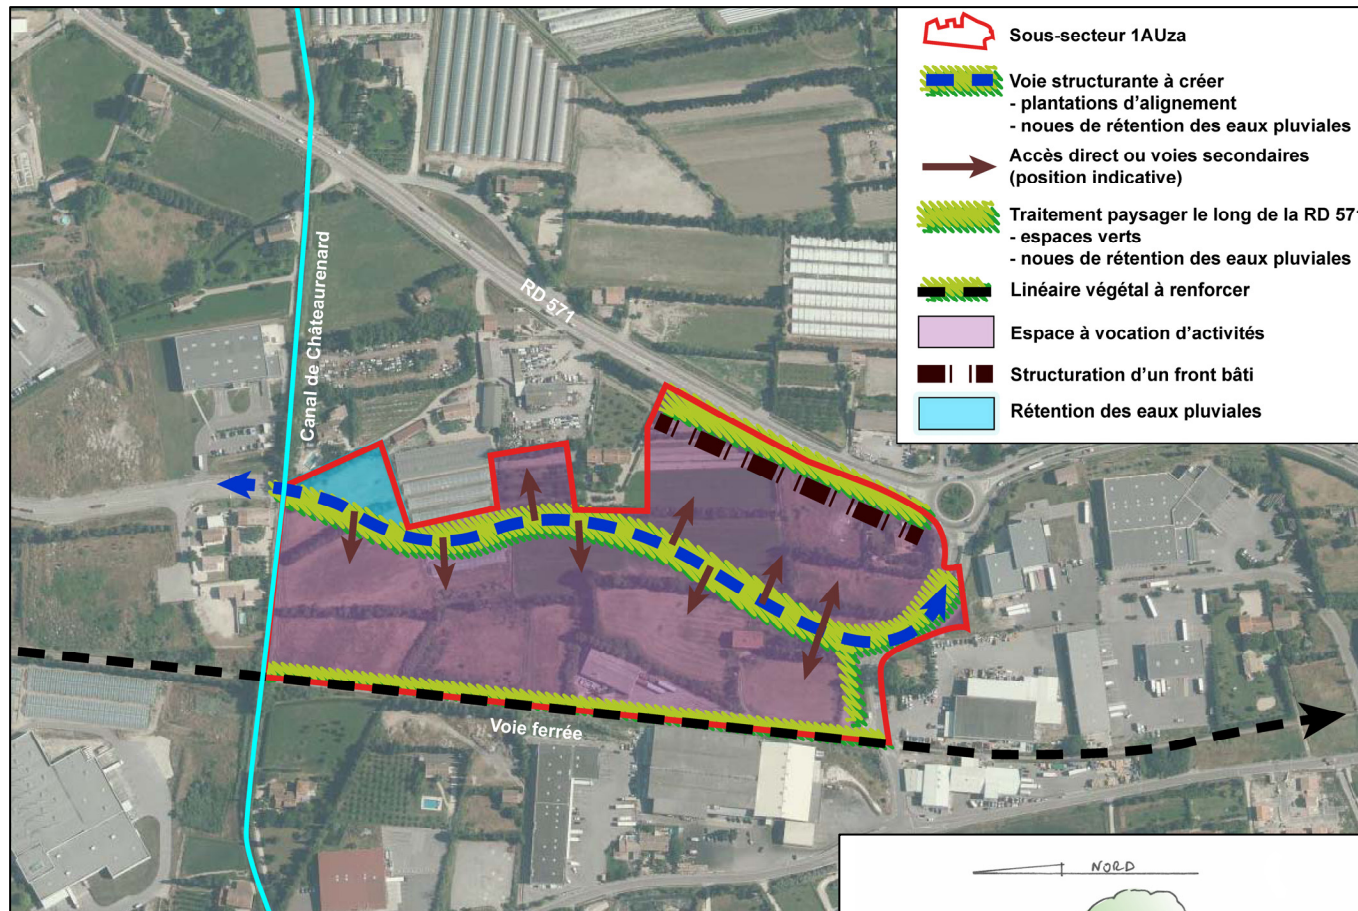 Sous-secteur 1AUza
Voie structurante à créer
- plantations d'alignement
- noues de rétention des eaux pluviales
Accès direct ou voies secondaires
(position indicative)
Traitement paysager le long de la RD 571
- espaces verts
- noues de rétention des eaux pluviales
Linéaire végétal à renforcer
Espace à vocation d'activités
Structuration d'un front bâti
Rétention des eaux pluviales
Canal de Châteaurenard
RD 571
Voie ferrée
NORD